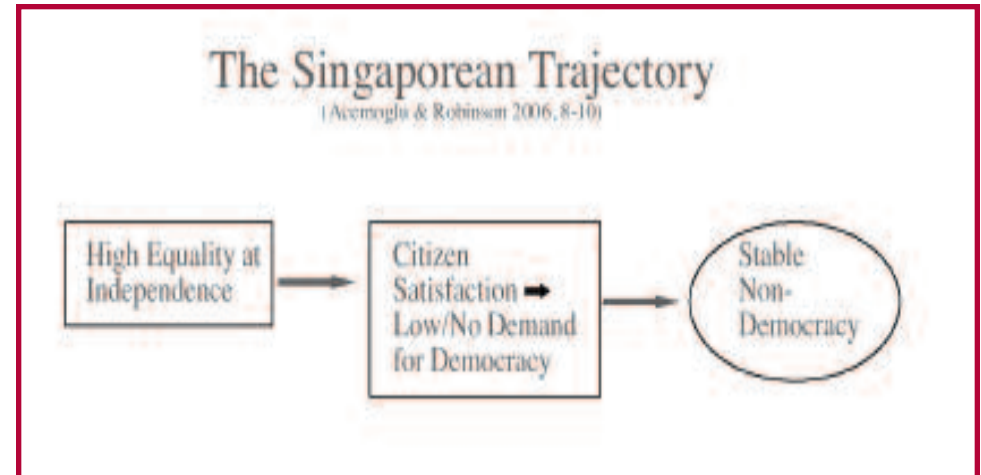 The Singaporean Trajectory
(Acemoglu & Robinson 2006, 8-10)
High Equality at
Independence
Citizen
Satisfaction ➡
Low/No Demand
for Democracy
Stable
Non-
Democracy